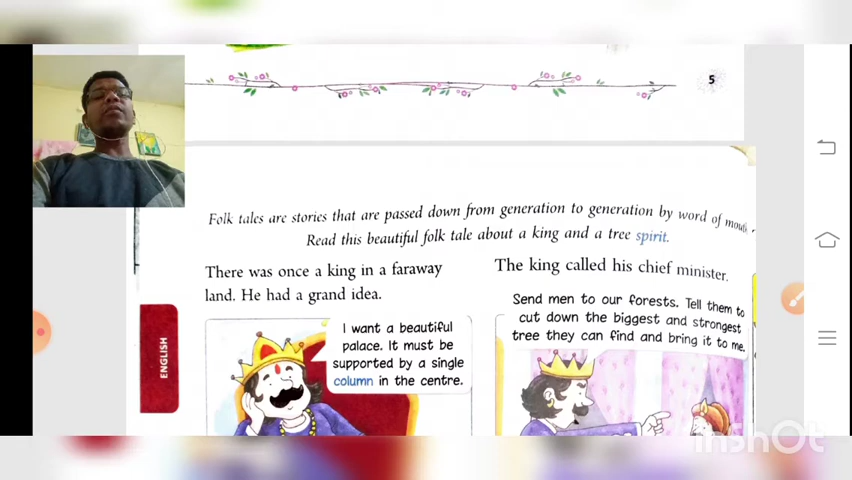 5
Folk tales are stories that are passed down from generation to generation by word of mouth.
Read this beautiful folk tale about a king and a tree spirit.
There was once a king in a faraway
land. He had a grand idea.
I want a beautiful
palace. It must be
supported by a single
column in the centre.
The king called his chief minister.
Send men to our forests. Tell them to
cut down the biggest and strongest
tree they can find and bring it to me.
ENGLISH
InShOt